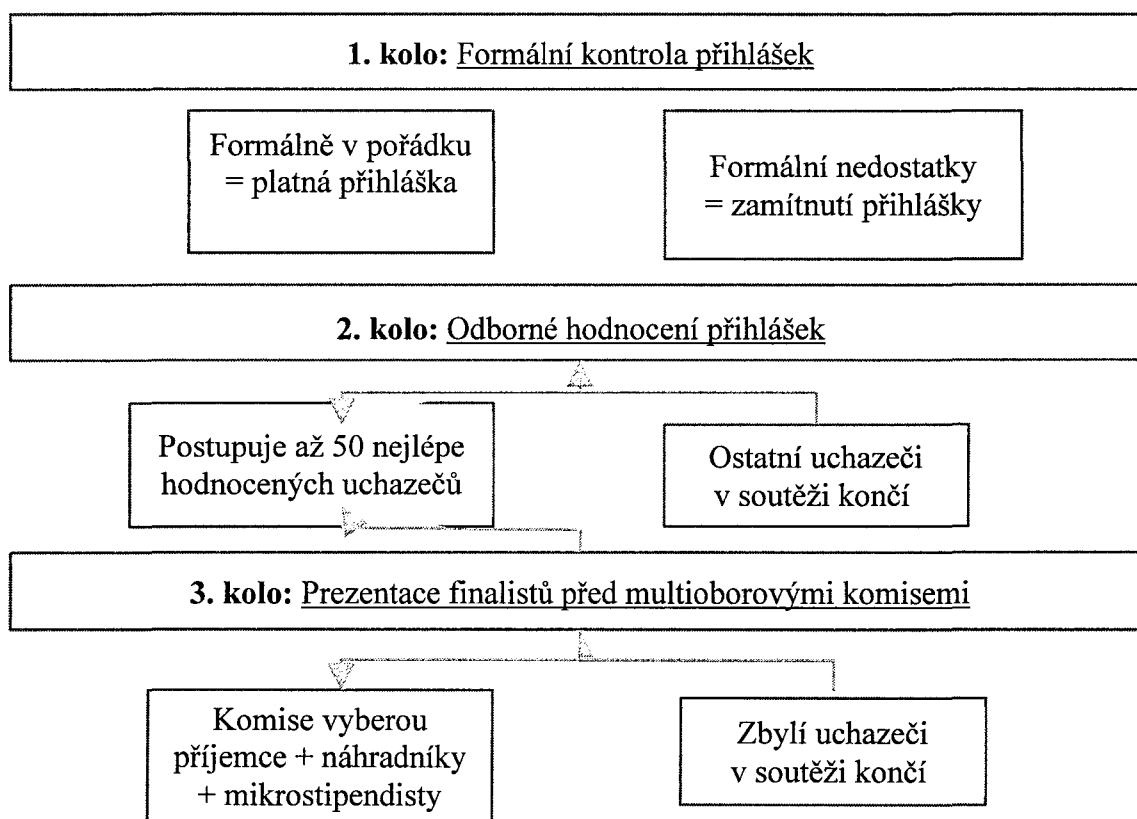 1. kolo: Formální kontrola přihlášek
Formálně v pořádku
= platná přihláška
Formální nedostatky
= zamítnutí přihlášky
2. kolo: Odborné hodnocení přihlášek
Postupuje až 50 nejlépe
hodnocených uchazečů
Ostatní uchazeči
v soutěži končí
3. kolo: Prezentace finalistů před multioborovými komisemi
Komise vyberou
příjemce + náhradníky
+ mikrostipendisty
Zbylí uchazeči
v soutěži končí